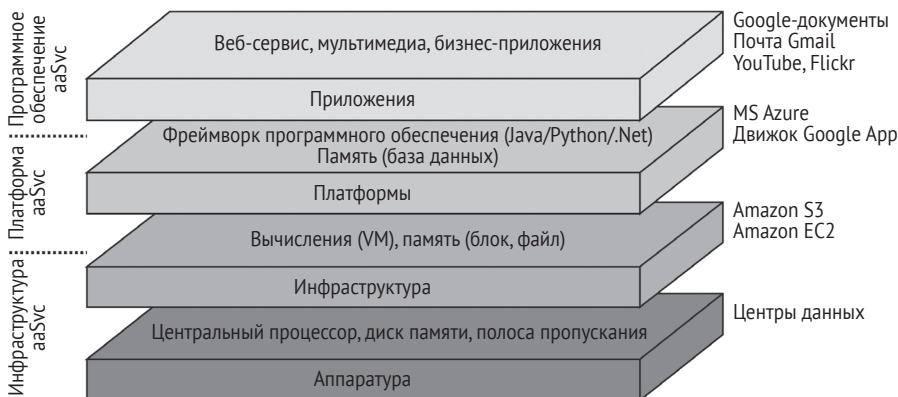 Программное
обеспечение
aaSvc
Веб-сервис, мультимедиа, бизнес-приложения
Приложения
Google-документы
Почта Gmail
YouTube, Flickr
Платформа
aaSvc
Фреймворк программного обеспечения (Java/Python/.Net)
Память (база данных)
Платформы
MS Azure
Движок Google App
Инфраструктура
aaSvc
Вычисления (VM), память (блок, файл)
Инфраструктура
Amazon S3
Amazon EC2
Центральный процессор, диск памяти, полоса пропускания
Аппаратура
Центры данных